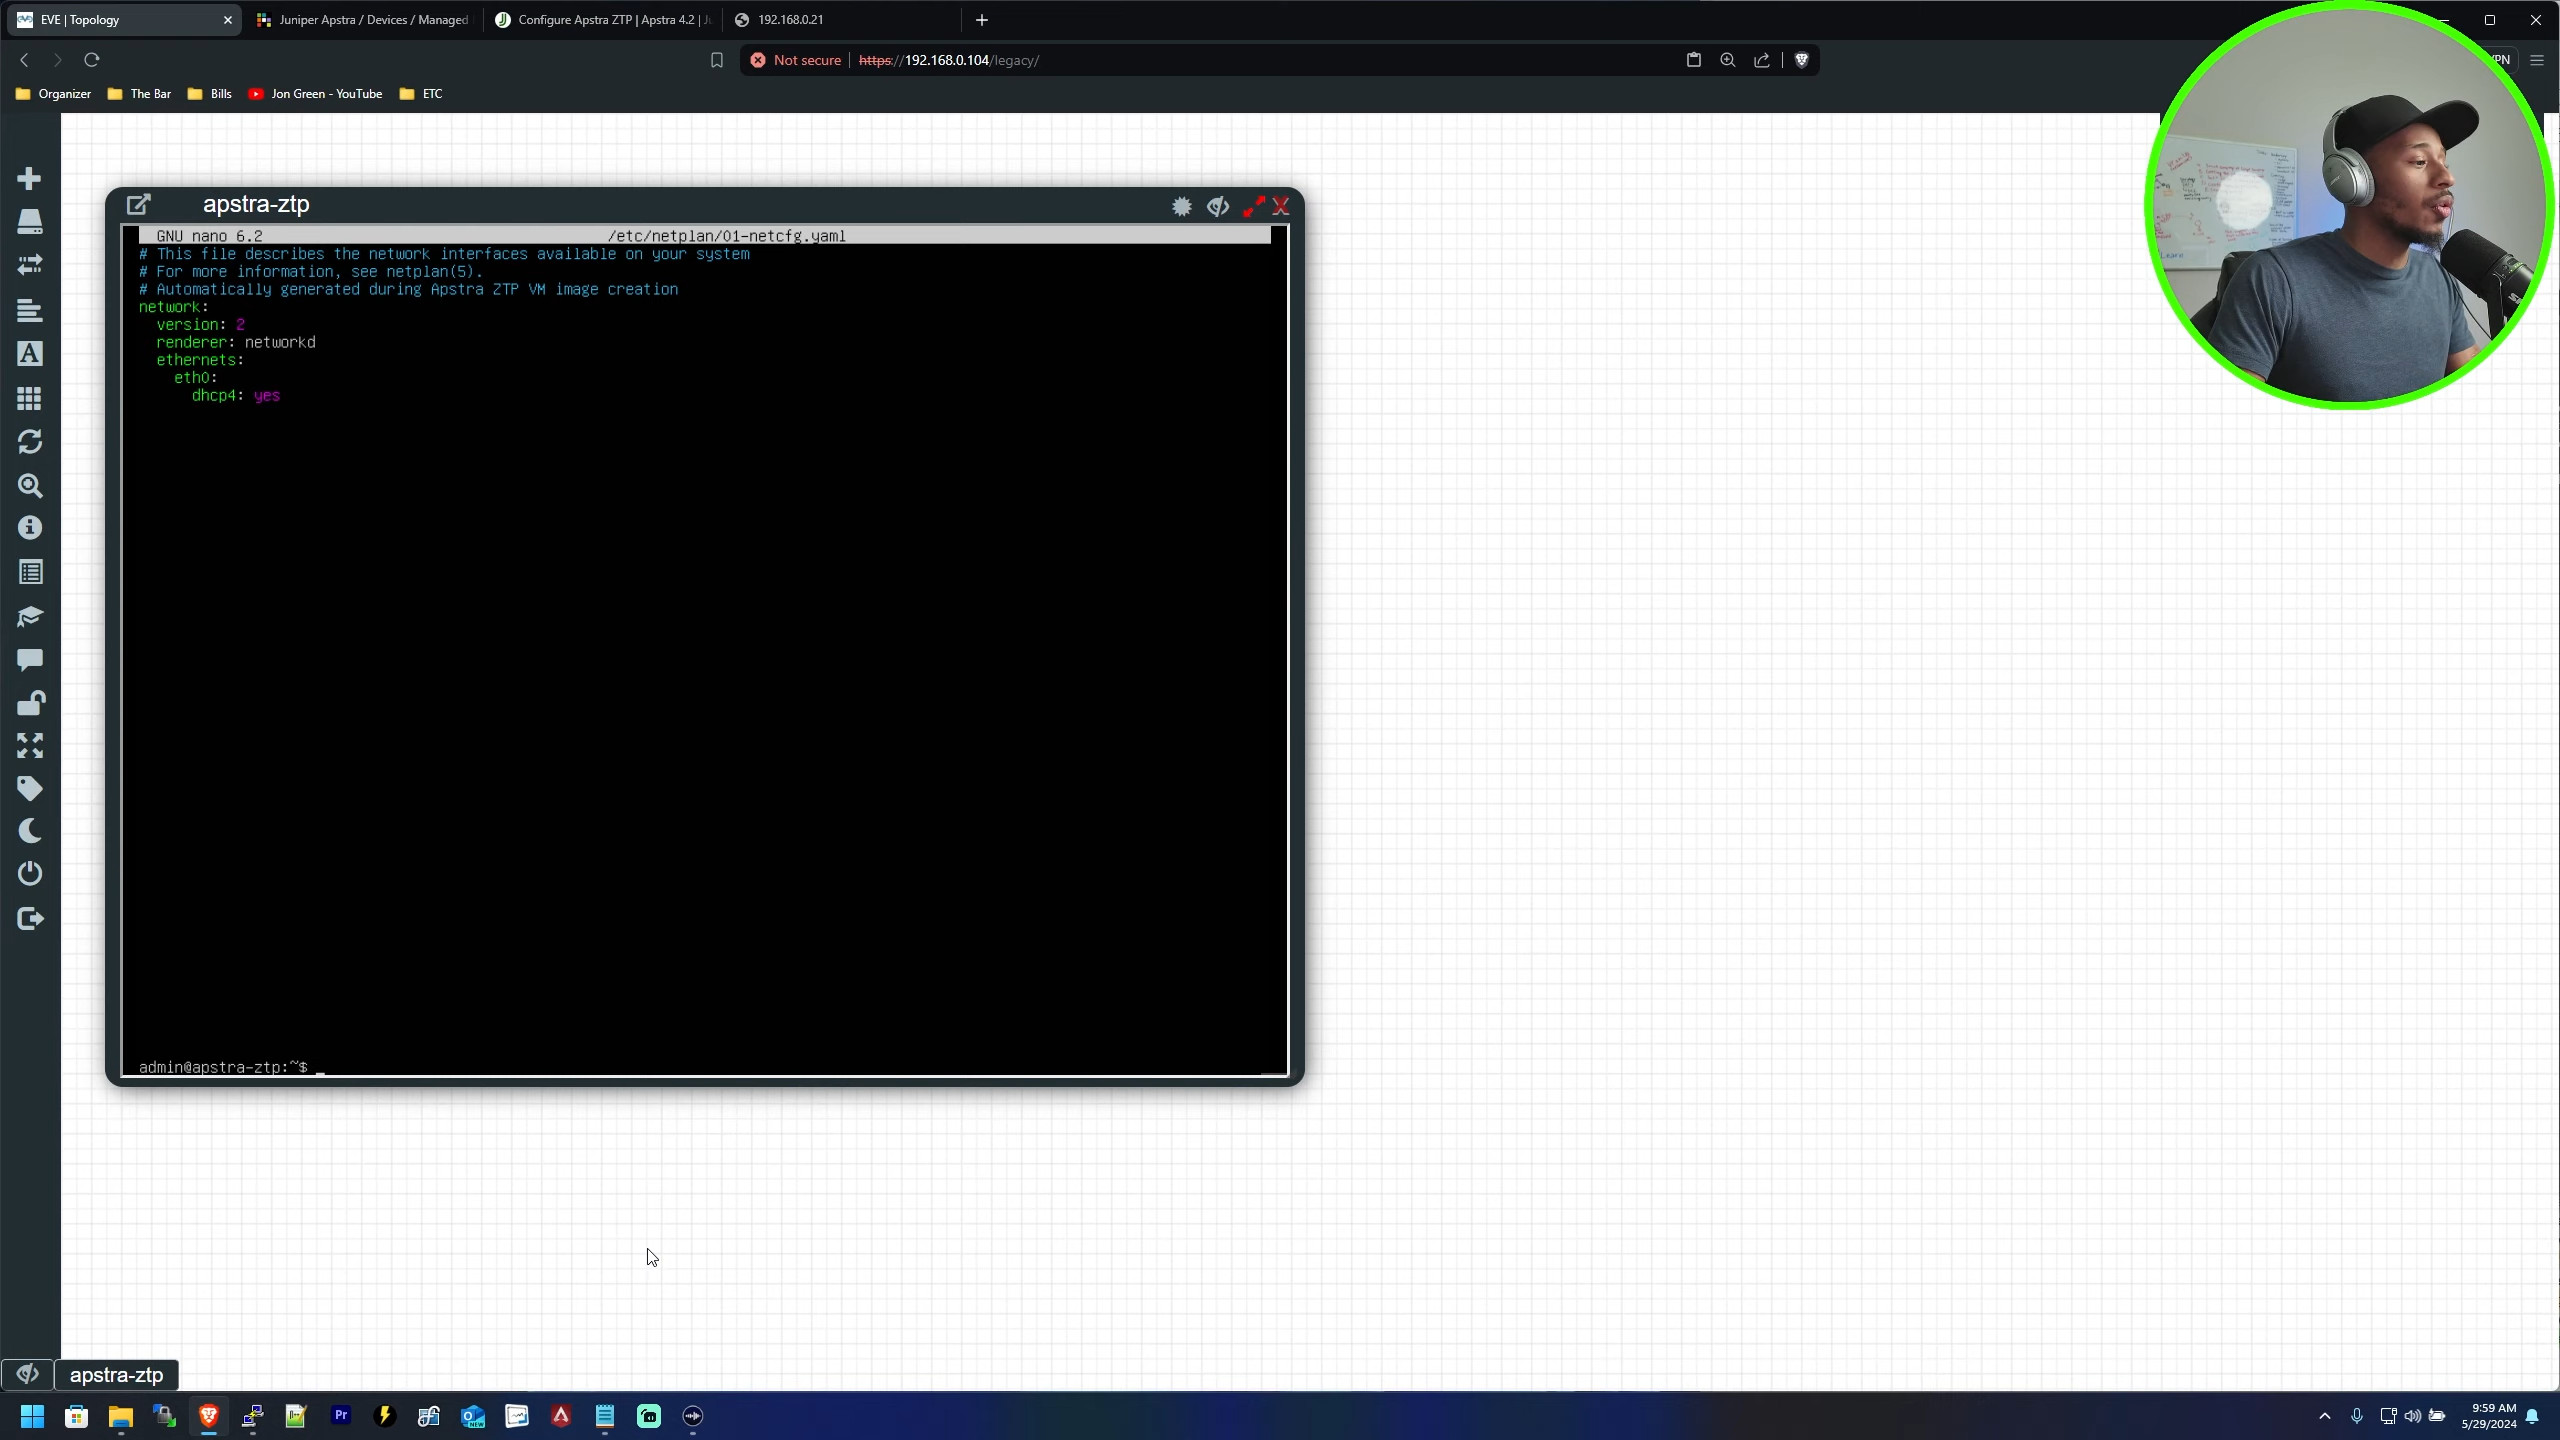 EVE | Topology
Juniper Apstra / Devices / Managed
Configure Apstra ZTP | Apstra 4.2 | Ju
192.168.0.21
Not secure
https://192.168.0.104/legacy/
VPN
Organizer
The Bar
Bills
Jon Green - YouTube
ETC
apstra-ztp
GNU nano 6.2 /etc/netplan/01-netcfg.yaml
# This file describes the network interfaces available on your system
# For more information, see netplan(5).
# Automatically generated during Apstra ZTP VM image creation
network:
version: 2
renderer: networkd
ethernets:
eth0:
dhcp4: yes
admin@apstra-ztp:~$ _
apstra-ztp
9:59 AM
5/29/2024